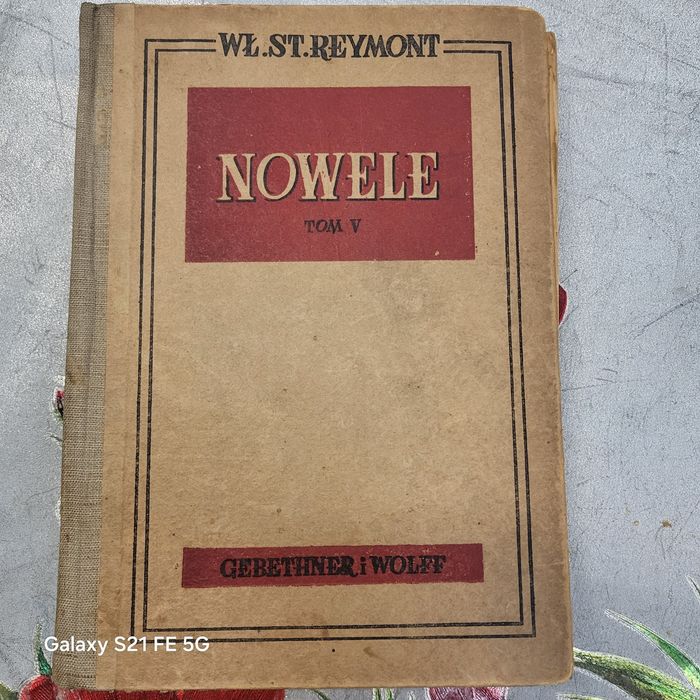 WŁ.ST.REYMONT
NOWELE
TOM V
GEBETHNER i WOLFF
Galaxy S21 FE 5G